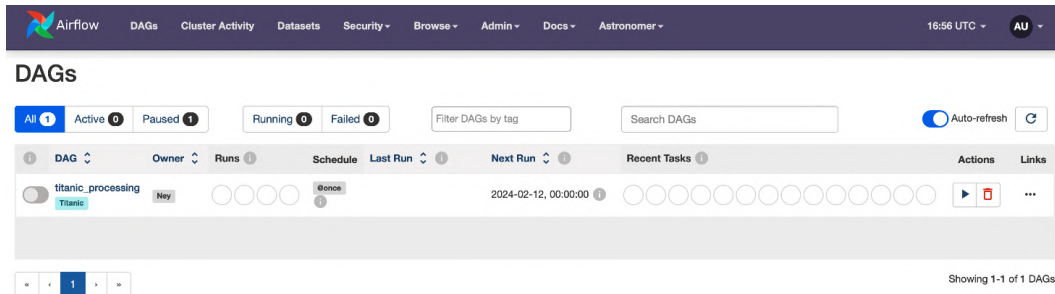 Airflow DAGs Cluster Activity Datasets Security Browse Admin Docs Astronomer 16:56 UTC AU
DAGs
All 1 Active 0 Paused 1 Running 0 Failed 0 Filter DAGs by tag Search DAGs Auto-refresh
DAG Owner Runs Schedule Last Run Next Run Recent Tasks Actions Links
titanic_processing Ney @once 2024-02-12, 00:00:00
Titanic
« ‹ 1 › » Showing 1-1 of 1 DAGs